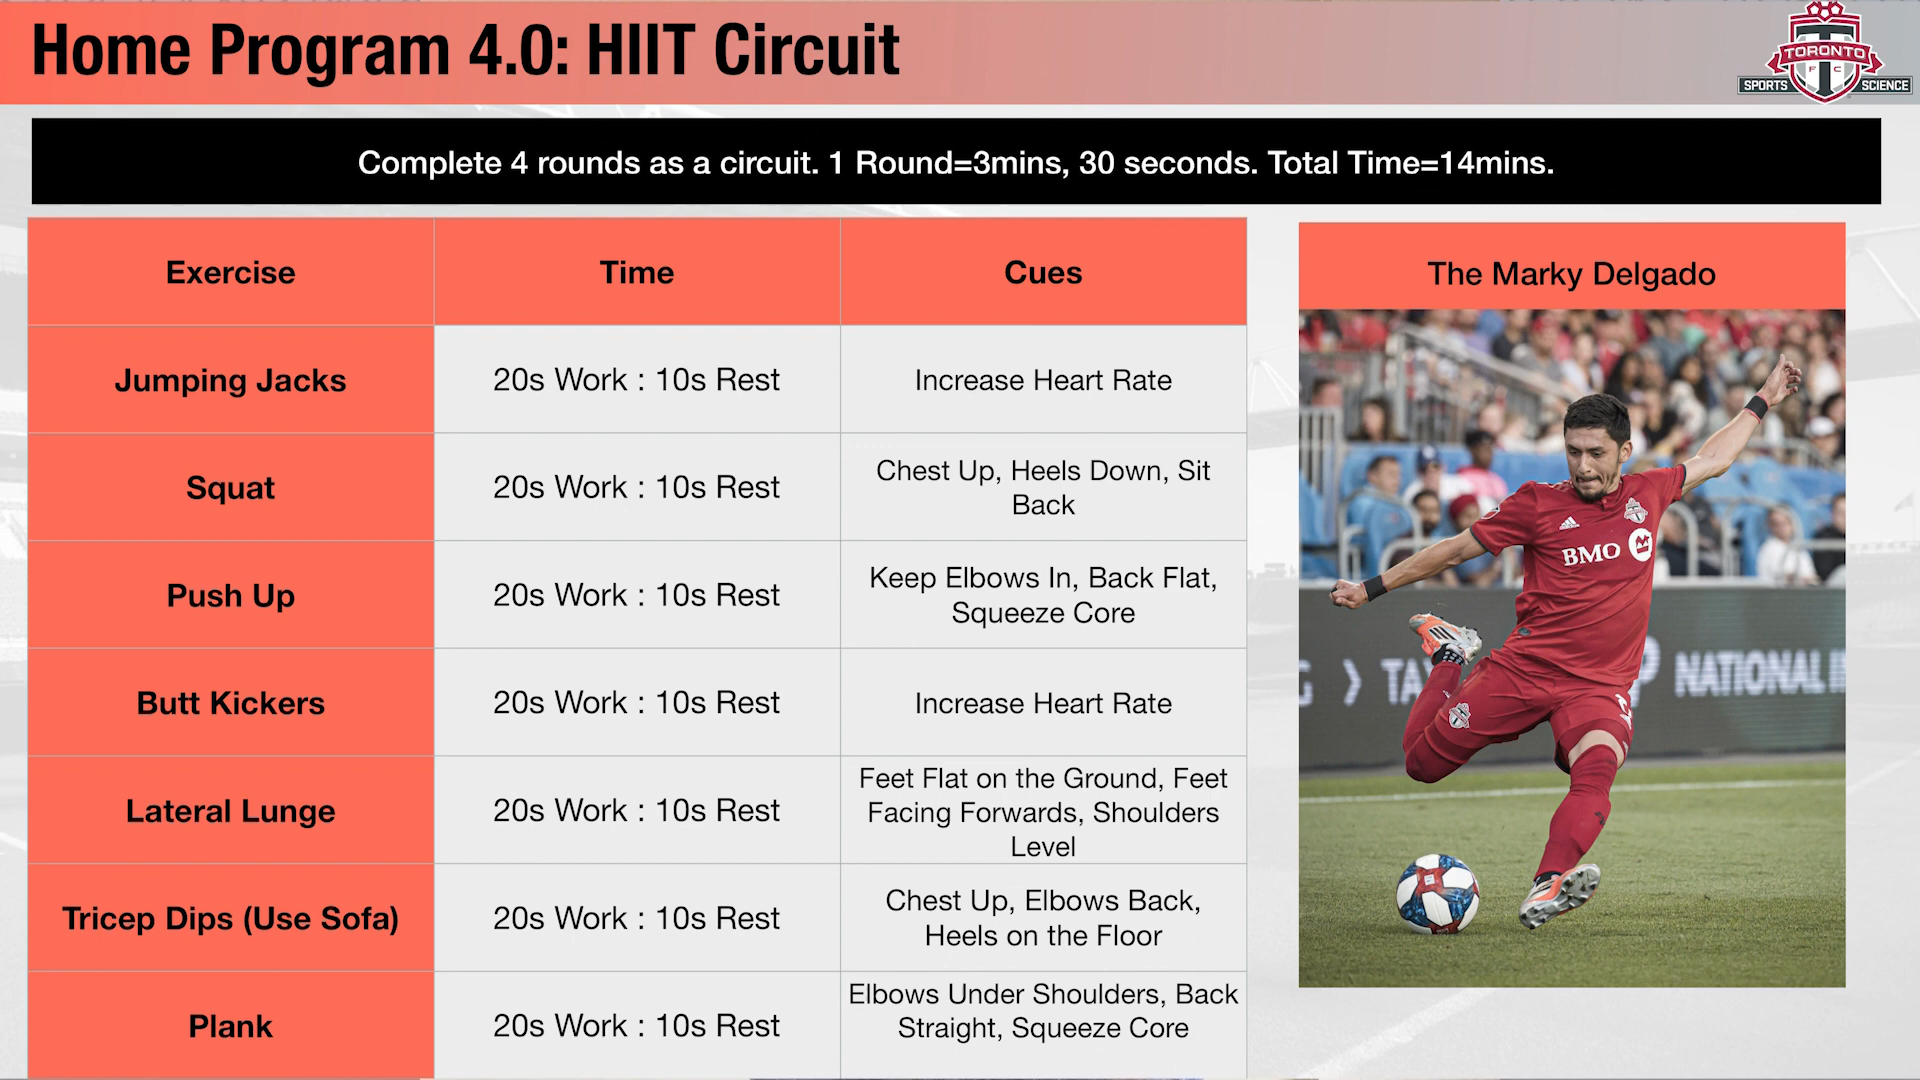 Home Program 4.0: HIIT Circuit
TORONTO
F C
SPORTS SCIENCE
Complete 4 rounds as a circuit. 1 Round=3mins, 30 seconds. Total Time=14mins.
Exercise Time Cues
Jumping Jacks 20s Work : 10s Rest Increase Heart Rate
Squat 20s Work : 10s Rest Chest Up, Heels Down, Sit
Back
Push Up 20s Work : 10s Rest Keep Elbows In, Back Flat,
Squeeze Core
Butt Kickers 20s Work : 10s Rest Increase Heart Rate
Lateral Lunge 20s Work : 10s Rest Feet Flat on the Ground, Feet
Facing Forwards, Shoulders
Level
Tricep Dips (Use Sofa) 20s Work : 10s Rest Chest Up, Elbows Back,
Heels on the Floor
Plank 20s Work : 10s Rest Elbows Under Shoulders, Back
Straight, Squeeze Core
The Marky Delgado
BMO
NATIONAL